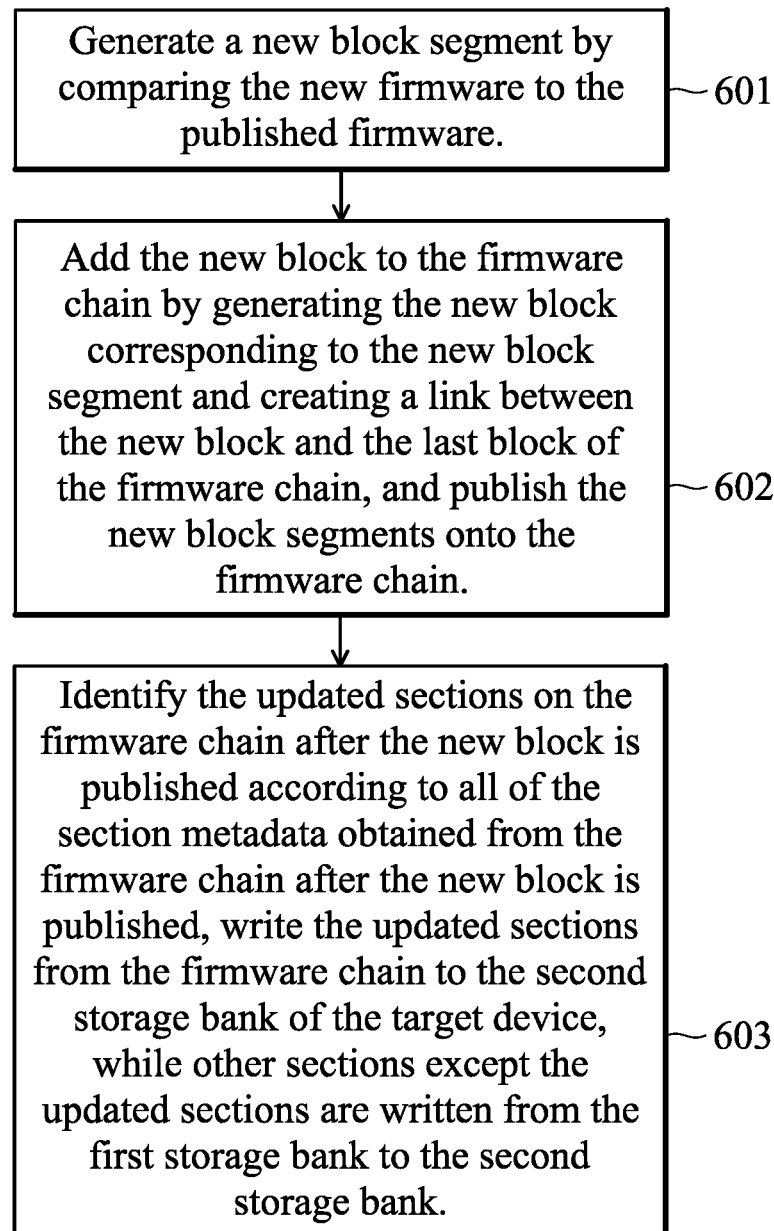 Generate a new block segment by
comparing the new firmware to the
published firmware.
601
Add the new block to the firmware
chain by generating the new block
corresponding to the new block
segment and creating a link between
the new block and the last block of
the firmware chain, and publish the
new block segments onto the
firmware chain.
602
Identify the updated sections on the
firmware chain after the new block is
published according to all of the
section metadada obtained from the
firmware chain after the new block is
published, write the updated sections
from the firmware chain to the second
storage bank of the target device,
while other sections except the
updated sections are written from the
first storage bank to the second
storage bank.
603